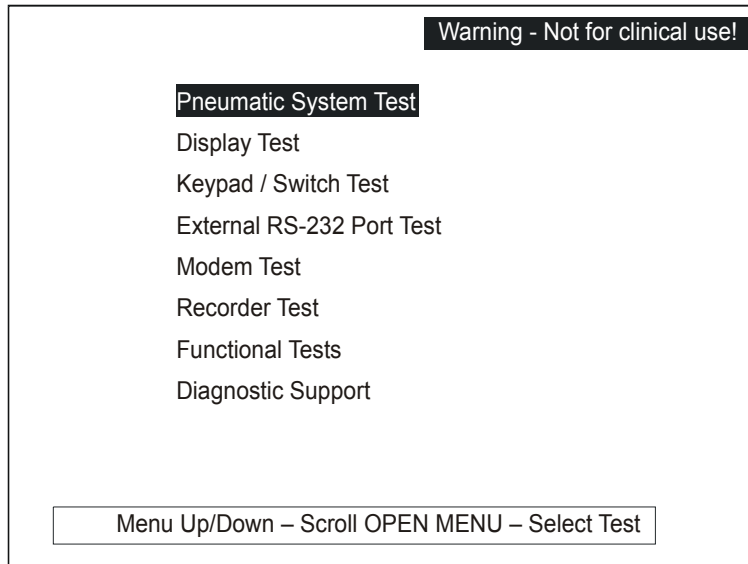 Warning - Not for clinical use!
Pneumatic System Test
Display Test
Keypad / Switch Test
External RS-232 Port Test
Modem Test
Recorder Test
Functional Tests
Diagnostic Support
Menu Up/Down – Scroll OPEN MENU – Select Test